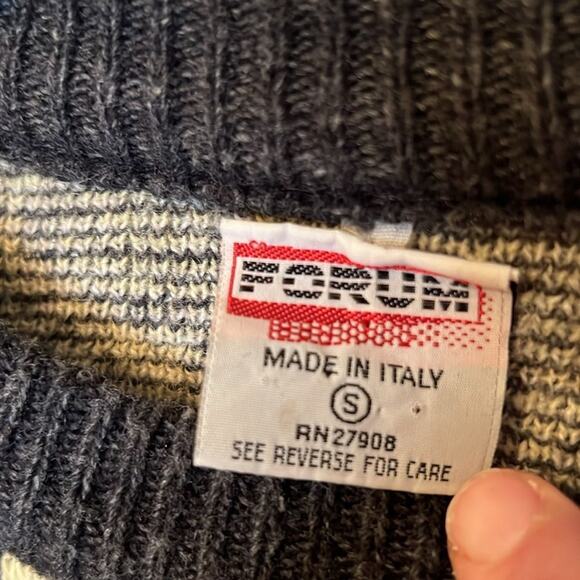 FORUM
MADE IN ITALY
S
RN27908
SEE REVERSE FOR CARE